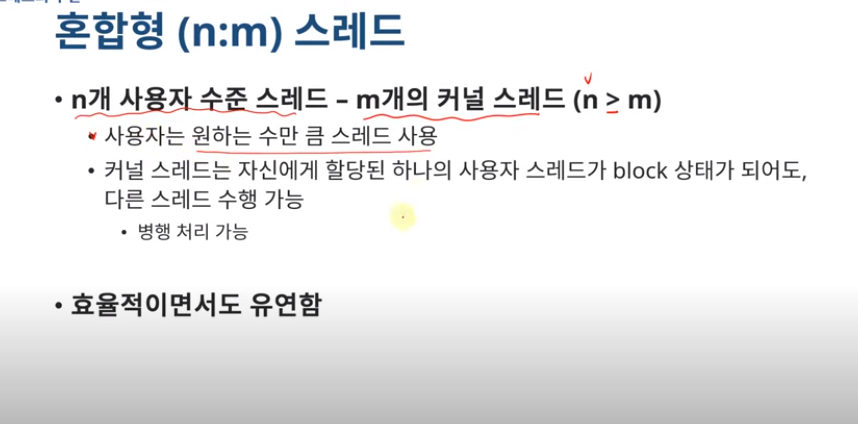 혼합형 (n:m) 스레드
• n개 사용자 수준 스레드 – m개의 커널 스레드 (n > m)
• 사용자는 원하는 수만 큼 스레드 사용
• 커널 스레드는 자신에게 할당된 하나의 사용자 스레드가 block 상태가 되어도,
다른 스레드 수행 가능
• 병행 처리 가능
• 효율적이면서도 유연함